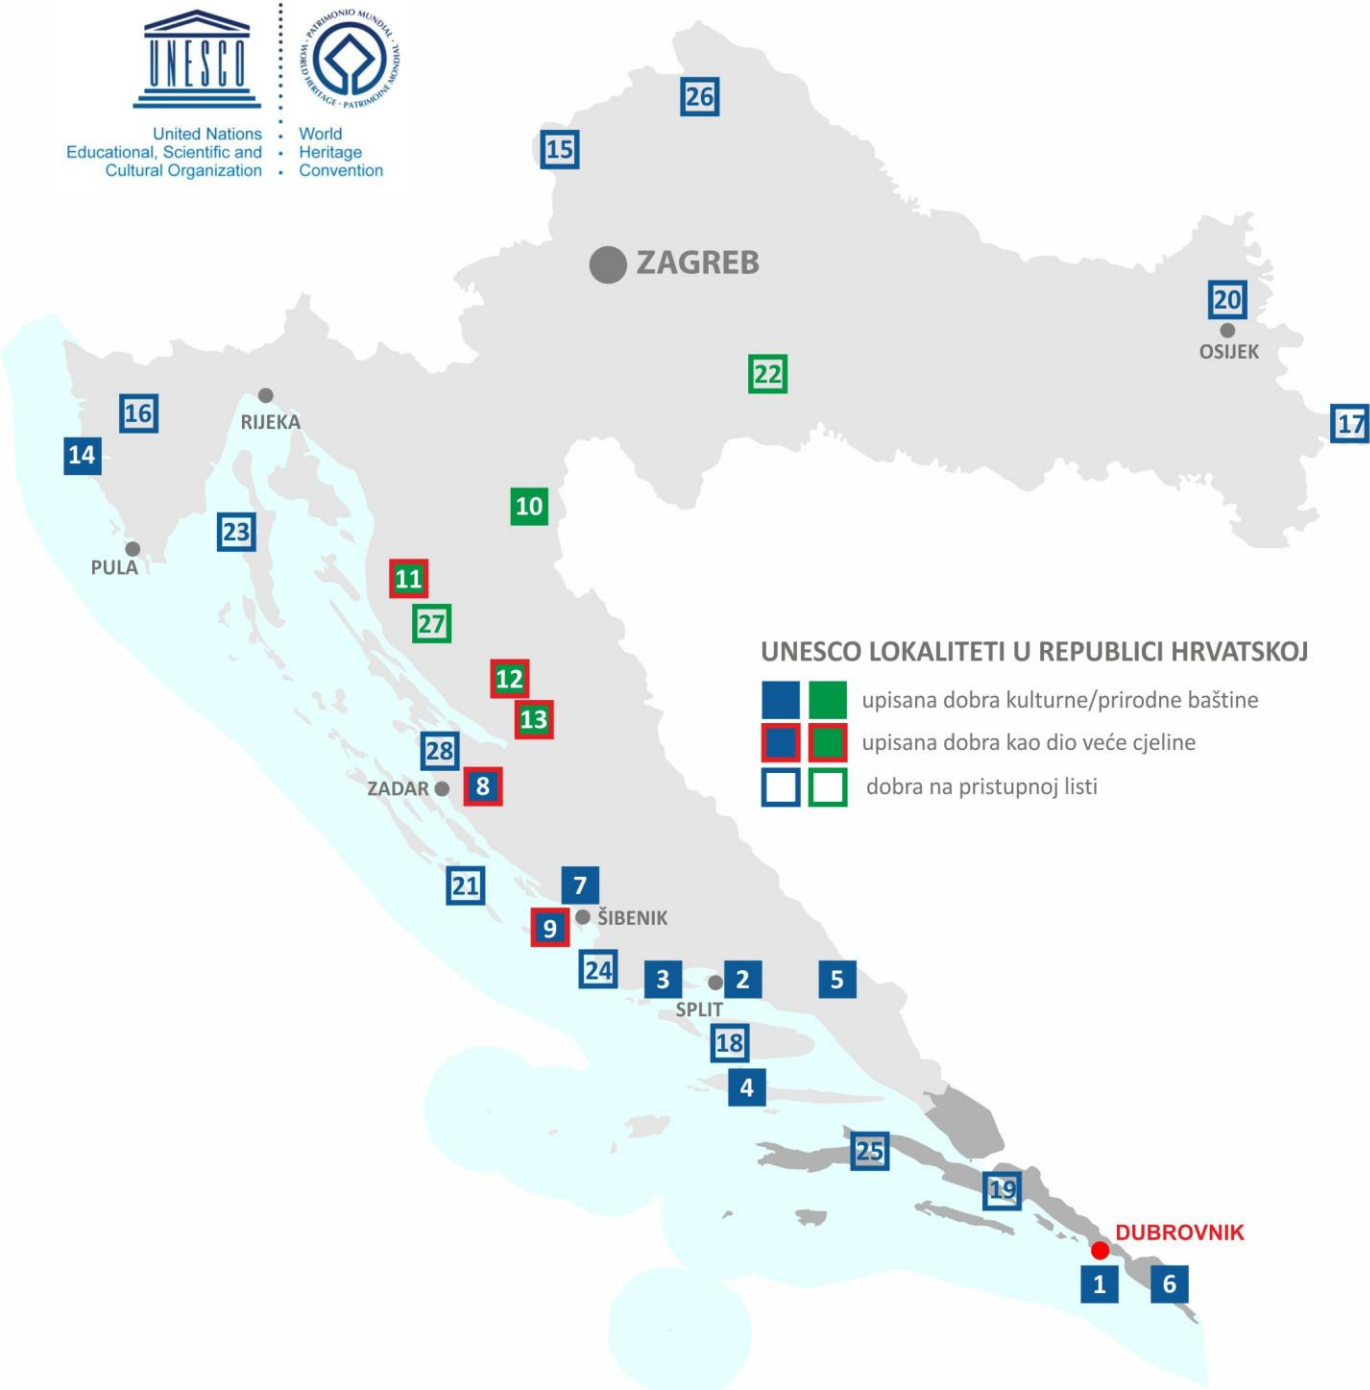 UNESCO
WORLD HERITAGE · PATRIMONIO MUNDIAL · PATRIMOINE MONDIAL
United Nations
Educational, Scientific and
Cultural Organization
World
Heritage
Convention
26
15
ZAGREB
20
OSIJEK
22
16
RIJEKA
17
14
10
23
PULA
11
27
UNESCO LOKALITETI U REPUBLICI HRVATSKOJ
12
upisana dobra kulturne/prirodne baštine
13
upisana dobra kao dio veće cjeline
28
dobra na pristupnoj listi
ZADAR
8
21
7
9
ŠIBENIK
24
3
2
5
SPLIT
18
4
25
19
DUBROVNIK
1
6